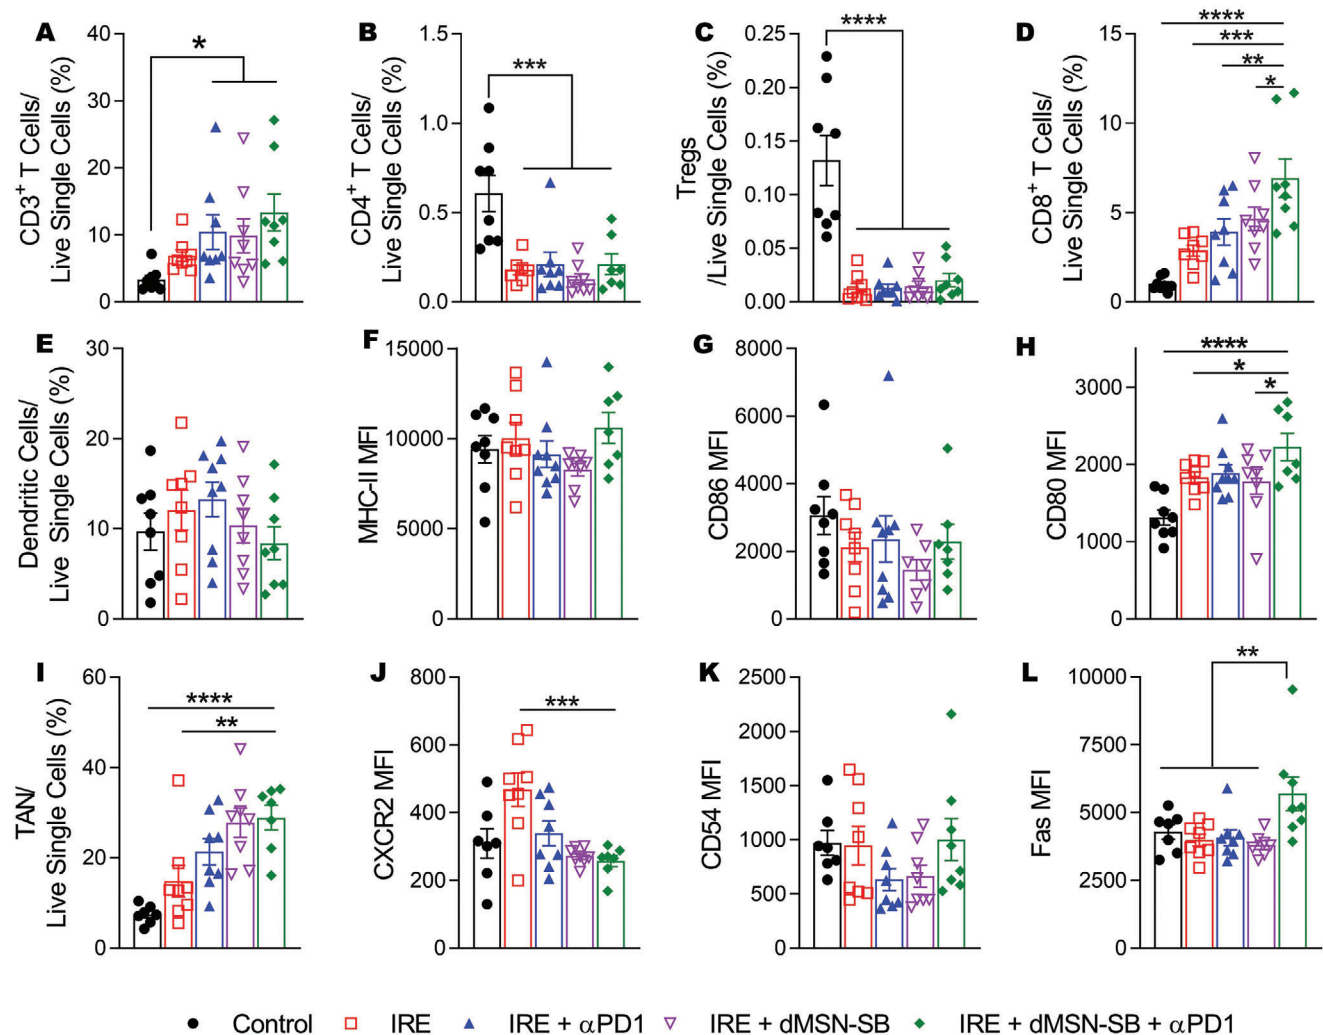 A
CD3+ T Cells/
Live Single Cells (%)
40
30
20
10
0
*
B
CD4+ T Cells/
Live Single Cells (%)
1.5
1.0
0.5
0.0
***
C
Tregs
/Live Single Cells (%)
0.25
0.20
0.15
0.10
0.05
0.00
****
D
CD8+ T Cells/
Live Single Cells (%)
15
10
5
0
****
***
**
*
E
Dendritic Cells/
Live Single Cells (%)
30
20
10
0
F
MHC-II MFI
15000
10000
5000
0
G
CD86 MFI
8000
6000
4000
2000
0
H
CD80 MFI
3000
2000
1000
0
****
*
*
I
TAN/
Live Single Cells (%)
60
40
20
0
****
**
J
CXCR2 MFI
800
600
400
200
0
***
K
CD54 MFI
2500
2000
1500
1000
500
0
L
Fas MFI
10000
7500
5000
2500
0
**
Control
IRE
IRE + αPD1
IRE + dMSN-SB
IRE + dMSN-SB + αPD1